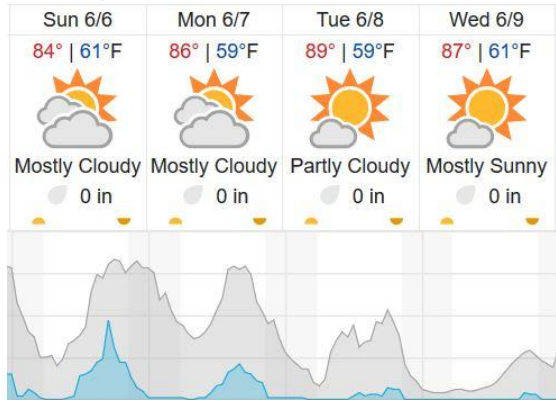 Sun 6/6 Mon 6/7 Tue 6/8 Wed 6/9
84° | 61°F 86° | 59°F 89° | 59°F 87° | 61°F
Mostly Cloudy Mostly Cloudy Partly Cloudy Mostly Sunny
0 in 0 in 0 in 0 in